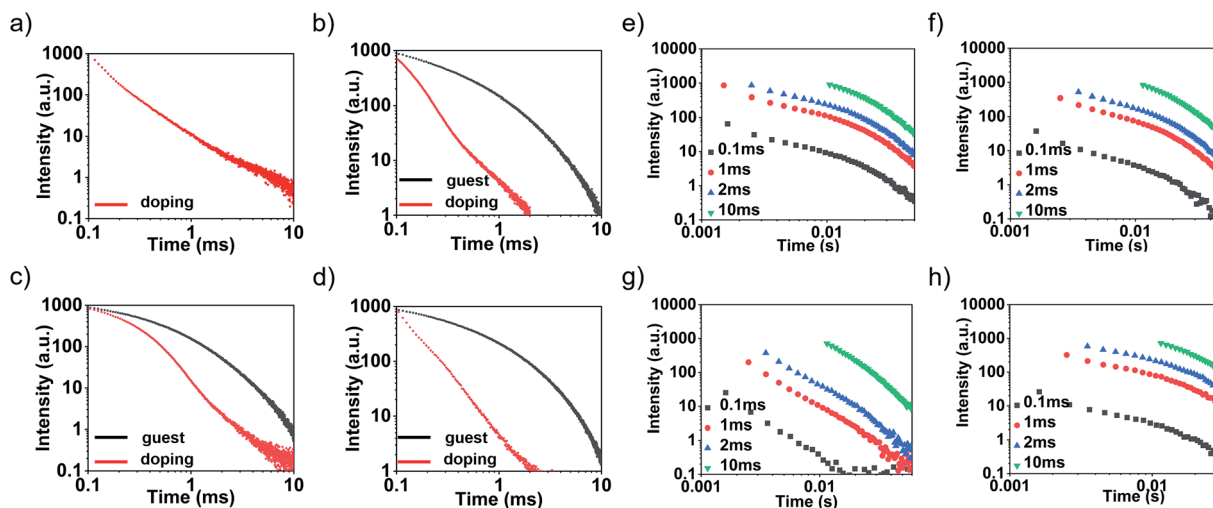 a)
Intensity (a.u.)
1000
100
10
1
0.1
doping
0.1 1 10
Time (ms)
b)
Intensity (a.u.)
1000
100
10
1
guest
doping
0.1 1 10
Time (ms)
e)
Intensity (a.u.)
10000
1000
100
10
1
0.1
0.1ms
1ms
2ms
10ms
0.001 0.01
Time (s)
f)
Intensity (a.u.)
10000
1000
100
10
1
0.1
0.1ms
1ms
2ms
10ms
0.001 0.01
Time (s)
c)
Intensity (a.u.)
1000
100
10
1
0.1
guest
doping
0.1 1 10
Time (ms)
d)
Intensity (a.u.)
1000
100
10
1
guest
doping
0.1 1 10
Time (ms)
g)
Intensity (a.u.)
10000
1000
100
10
1
0.1
0.1ms
1ms
2ms
10ms
0.001 0.01
Time (s)
h)
Intensity (a.u.)
10000
1000
100
10
1
0.1
0.1ms
1ms
2ms
10ms
0.001 0.01
Time (s)